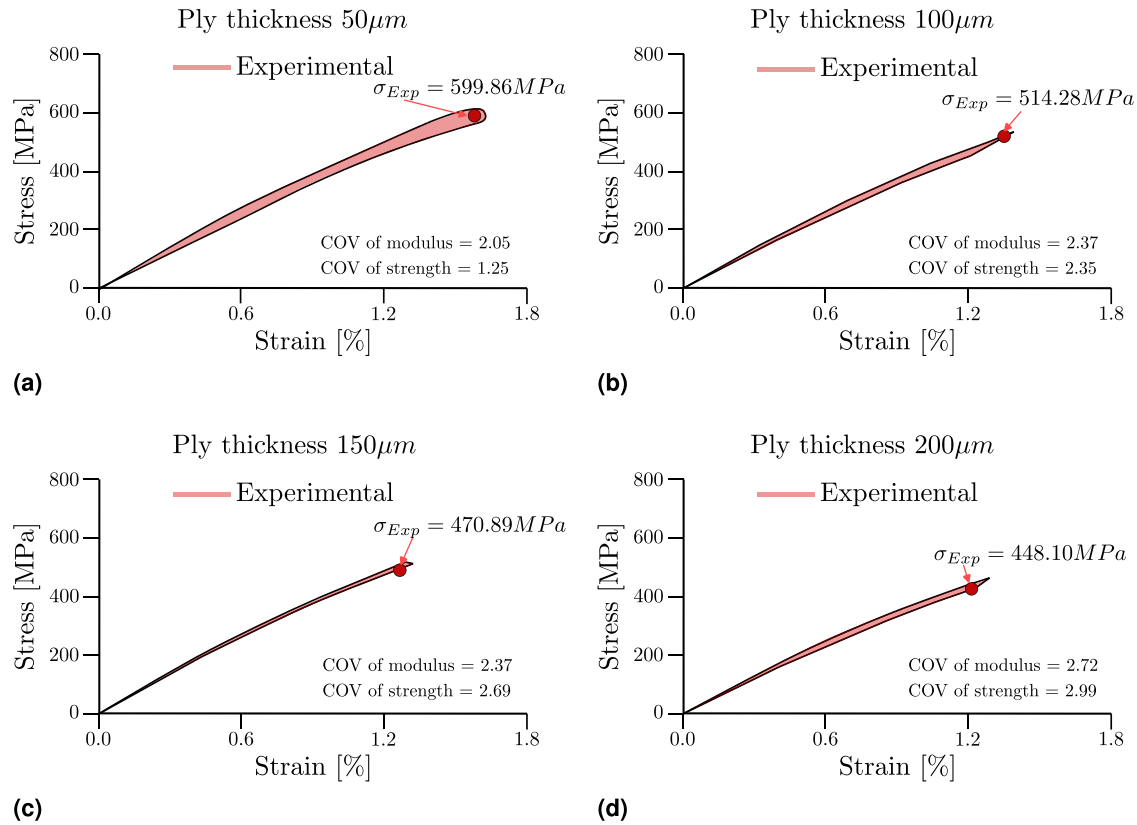 Ply thickness 50μm
800
600
400
200
0
Stress [MPa]
Experimental
σ_Exp = 599.86MPa
COV of modulus = 2.05
COV of strength = 1.25
0.0 0.6 1.2 1.8
Strain [%]
(a)
Ply thickness 100μm
800
600
400
200
0
Stress [MPa]
Experimental
σ_Exp = 514.28MPa
COV of modulus = 2.37
COV of strength = 2.35
0.0 0.6 1.2 1.8
Strain [%]
(b)
Ply thickness 150μm
800
600
400
200
0
Stress [MPa]
Experimental
σ_Exp = 470.89MPa
COV of modulus = 2.37
COV of strength = 2.69
0.0 0.6 1.2 1.8
Strain [%]
(c)
Ply thickness 200μm
800
600
400
200
0
Stress [MPa]
Experimental
σ_Exp = 448.10MPa
COV of modulus = 2.72
COV of strength = 2.99
0.0 0.6 1.2 1.8
Strain [%]
(d)